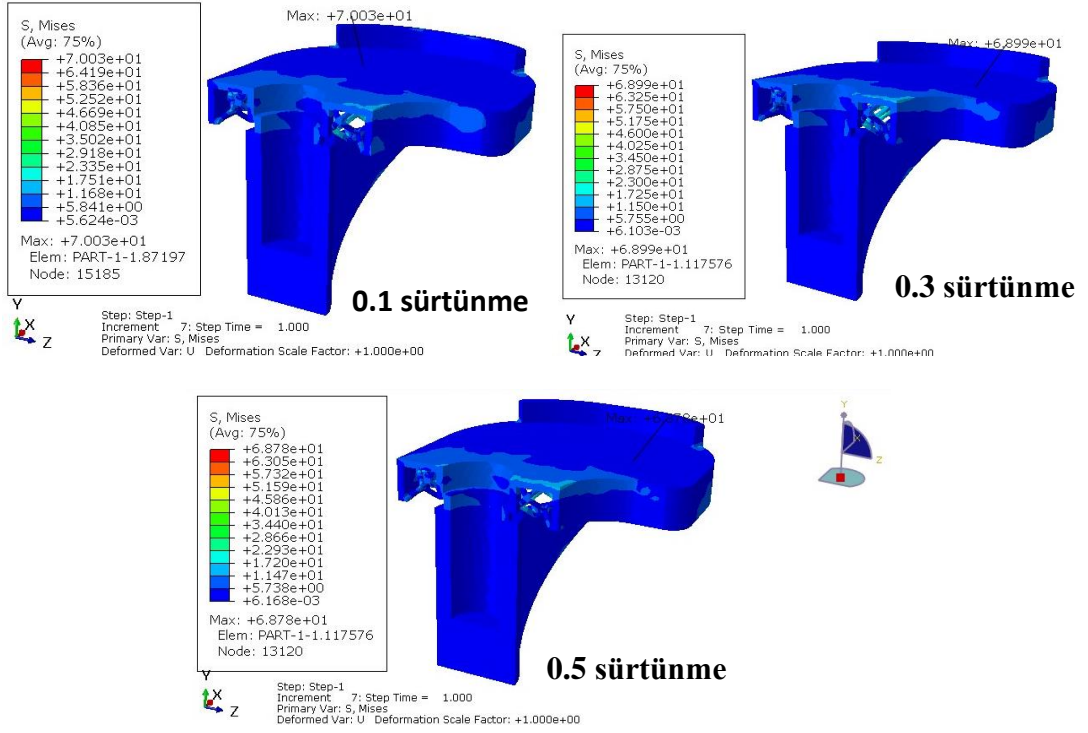 Max: +7.003e+01
S, Mises
(Avg: 75%)
+7.003e+01
+6.419e+01
+5.836e+01
+5.252e+01
+4.669e+01
+4.085e+01
+3.502e+01
+2.918e+01
+2.335e+01
+1.751e+01
+1.168e+01
+5.841e+00
+5.624e-03
Max: +7.003e+01
Elem: PART-1-1.87197
Node: 15185
0.1 sürtünme
Y
X
Z
Step: Step-1
Increment 7: Step Time = 1.000
Primary Var: S, Mises
Deformed Var: U Deformation Scale Factor: +1.000e+00
Max: +6.899e+01
S, Mises
(Avg: 75%)
+6.899e+01
+6.325e+01
+5.750e+01
+5.175e+01
+4.600e+01
+4.025e+01
+3.450e+01
+2.875e+01
+2.300e+01
+1.725e+01
+1.150e+01
+5.755e+00
+6.103e-03
Max: +6.899e+01
Elem: PART-1-1.117576
Node: 13120
0.3 sürtünme
Y
X
Z
Step: Step-1
Increment 7: Step Time = 1.000
Primary Var: S, Mises
Deformed Var: U Deformation Scale Factor: +1.000e+00
Max: +6.878e+01
S, Mises
(Avg: 75%)
+6.878e+01
+6.305e+01
+5.732e+01
+5.159e+01
+4.586e+01
+4.013e+01
+3.440e+01
+2.866e+01
+2.293e+01
+1.720e+01
+1.147e+01
+5.738e+00
+6.168e-03
Max: +6.878e+01
Elem: PART-1-1.117576
Node: 13120
0.5 sürtünme
Y
X
Z
Step: Step-1
Increment 7: Step Time = 1.000
Primary Var: S, Mises
Deformed Var: U Deformation Scale Factor: +1.000e+00
Y
X
Z